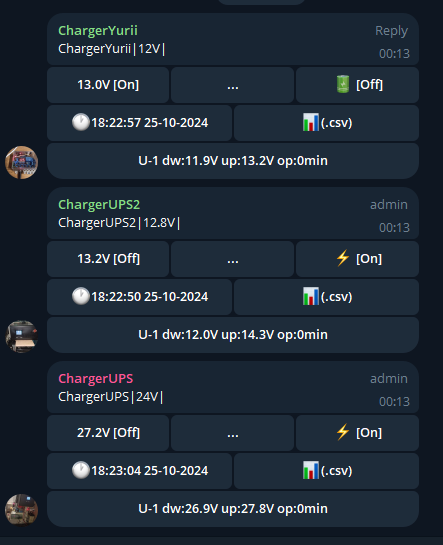 ChargerYurii Reply
ChargerYurii|12V|
00:13
13.0V [On] ... [Off]
18:22:57 25-10-2024 (.csv)
U-1 dw:11.9V up:13.2V op:0min
ChargerUPS2 admin
ChargerUPS2|12.8V|
00:13
13.2V [Off] ... ⚡ [On]
18:22:50 25-10-2024 (.csv)
U-1 dw:12.0V up:14.3V op:0min
ChargerUPS admin
ChargerUPS|24V|
00:13
27.2V [Off] ... ⚡ [On]
18:23:04 25-10-2024 (.csv)
U-1 dw:26.9V up:27.8V op:0min